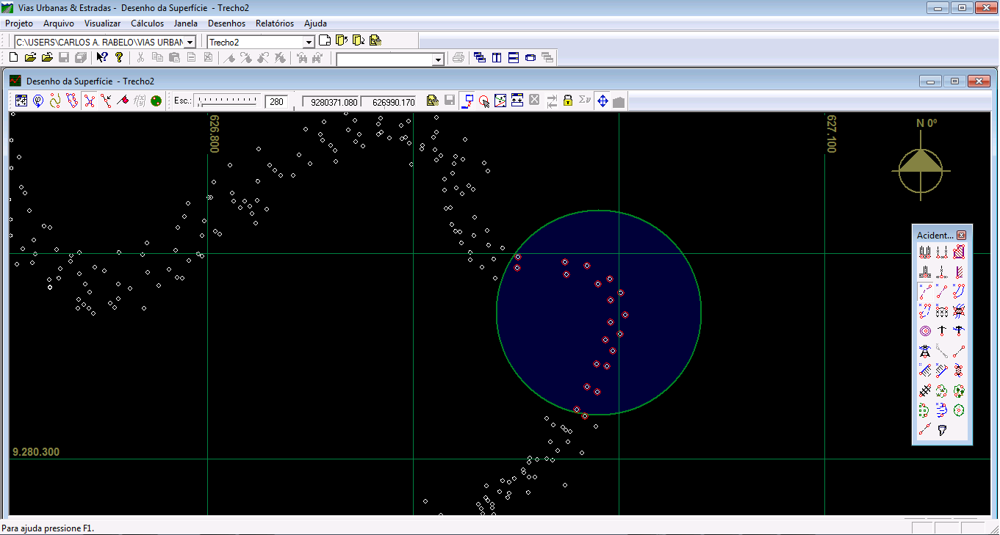 Vias Urbanas & Estradas - Desenho da Superfície - Trecho2
Projeto Arquivo Visualizar Cálculos Janela Desenhos Relatórios Ajuda
C:\USERS\CARLOS A. RABELO\VIAS URBAN Trecho2
Desenho da Superfície - Trecho2
f(x) Esc.: 280 9280371.080 626990.170 Σv
626.800
627.100
N 0º
Acident...
9.280.300
Para ajuda pressione F1.